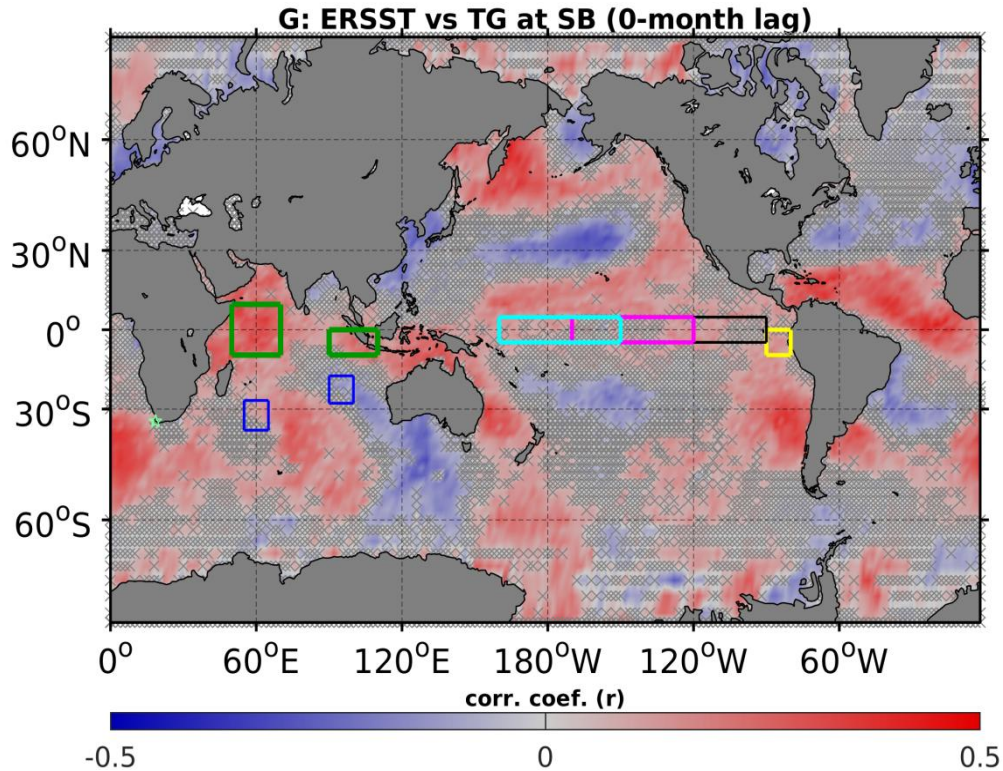 G: ERSST vs TG at SB (0-month lag)
60°N
30°N
0°
30°S
60°S
0° 60°E 120°E 180°W 120°W 60°W
corr. coef. (r)
-0.5 0 0.5